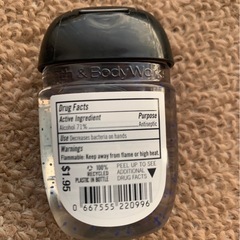 & Body Wor
Drug Facts
Active Ingredient Purpose
Alcohol 71% Antiseptic
Use Decreases bacteria on hands
Warnings
Flammable: Keep away from flame or high heat.
$1.95
100%
RECYCLED
PLASTIC IN BOTTLE
PEEL UP TO SEE
ADDITIONAL
DRUG FACTS
0 667555 220996